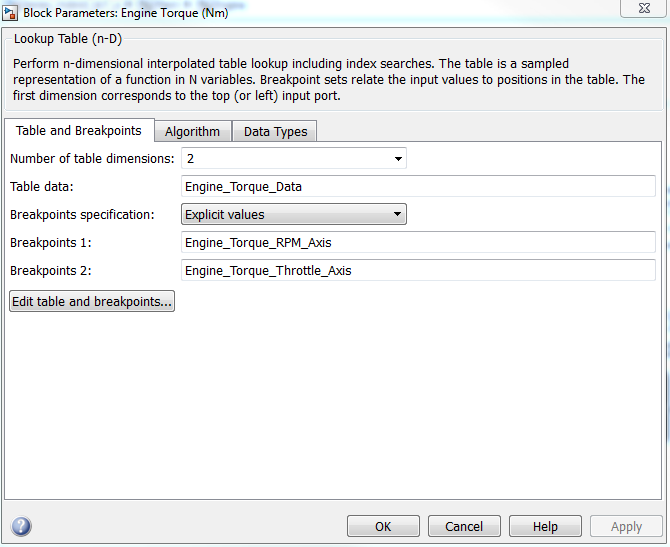 Block Parameters: Engine Torque (Nm)
Lookup Table (n-D)
Perform n-dimensional interpolated table lookup including index searches. The table is a sampled
representation of a function in N variables. Breakpoint sets relate the input values to positions in the table. The
first dimension corresponds to the top (or left) input port.
Table and Breakpoints Algorithm Data Types
Number of table dimensions: 2
Table data: Engine_Torque_Data
Breakpoints specification: Explicit values
Breakpoints 1: Engine_Torque_RPM_Axis
Breakpoints 2: Engine_Torque_Throttle_Axis
Edit table and breakpoints...
? OK Cancel Help Apply